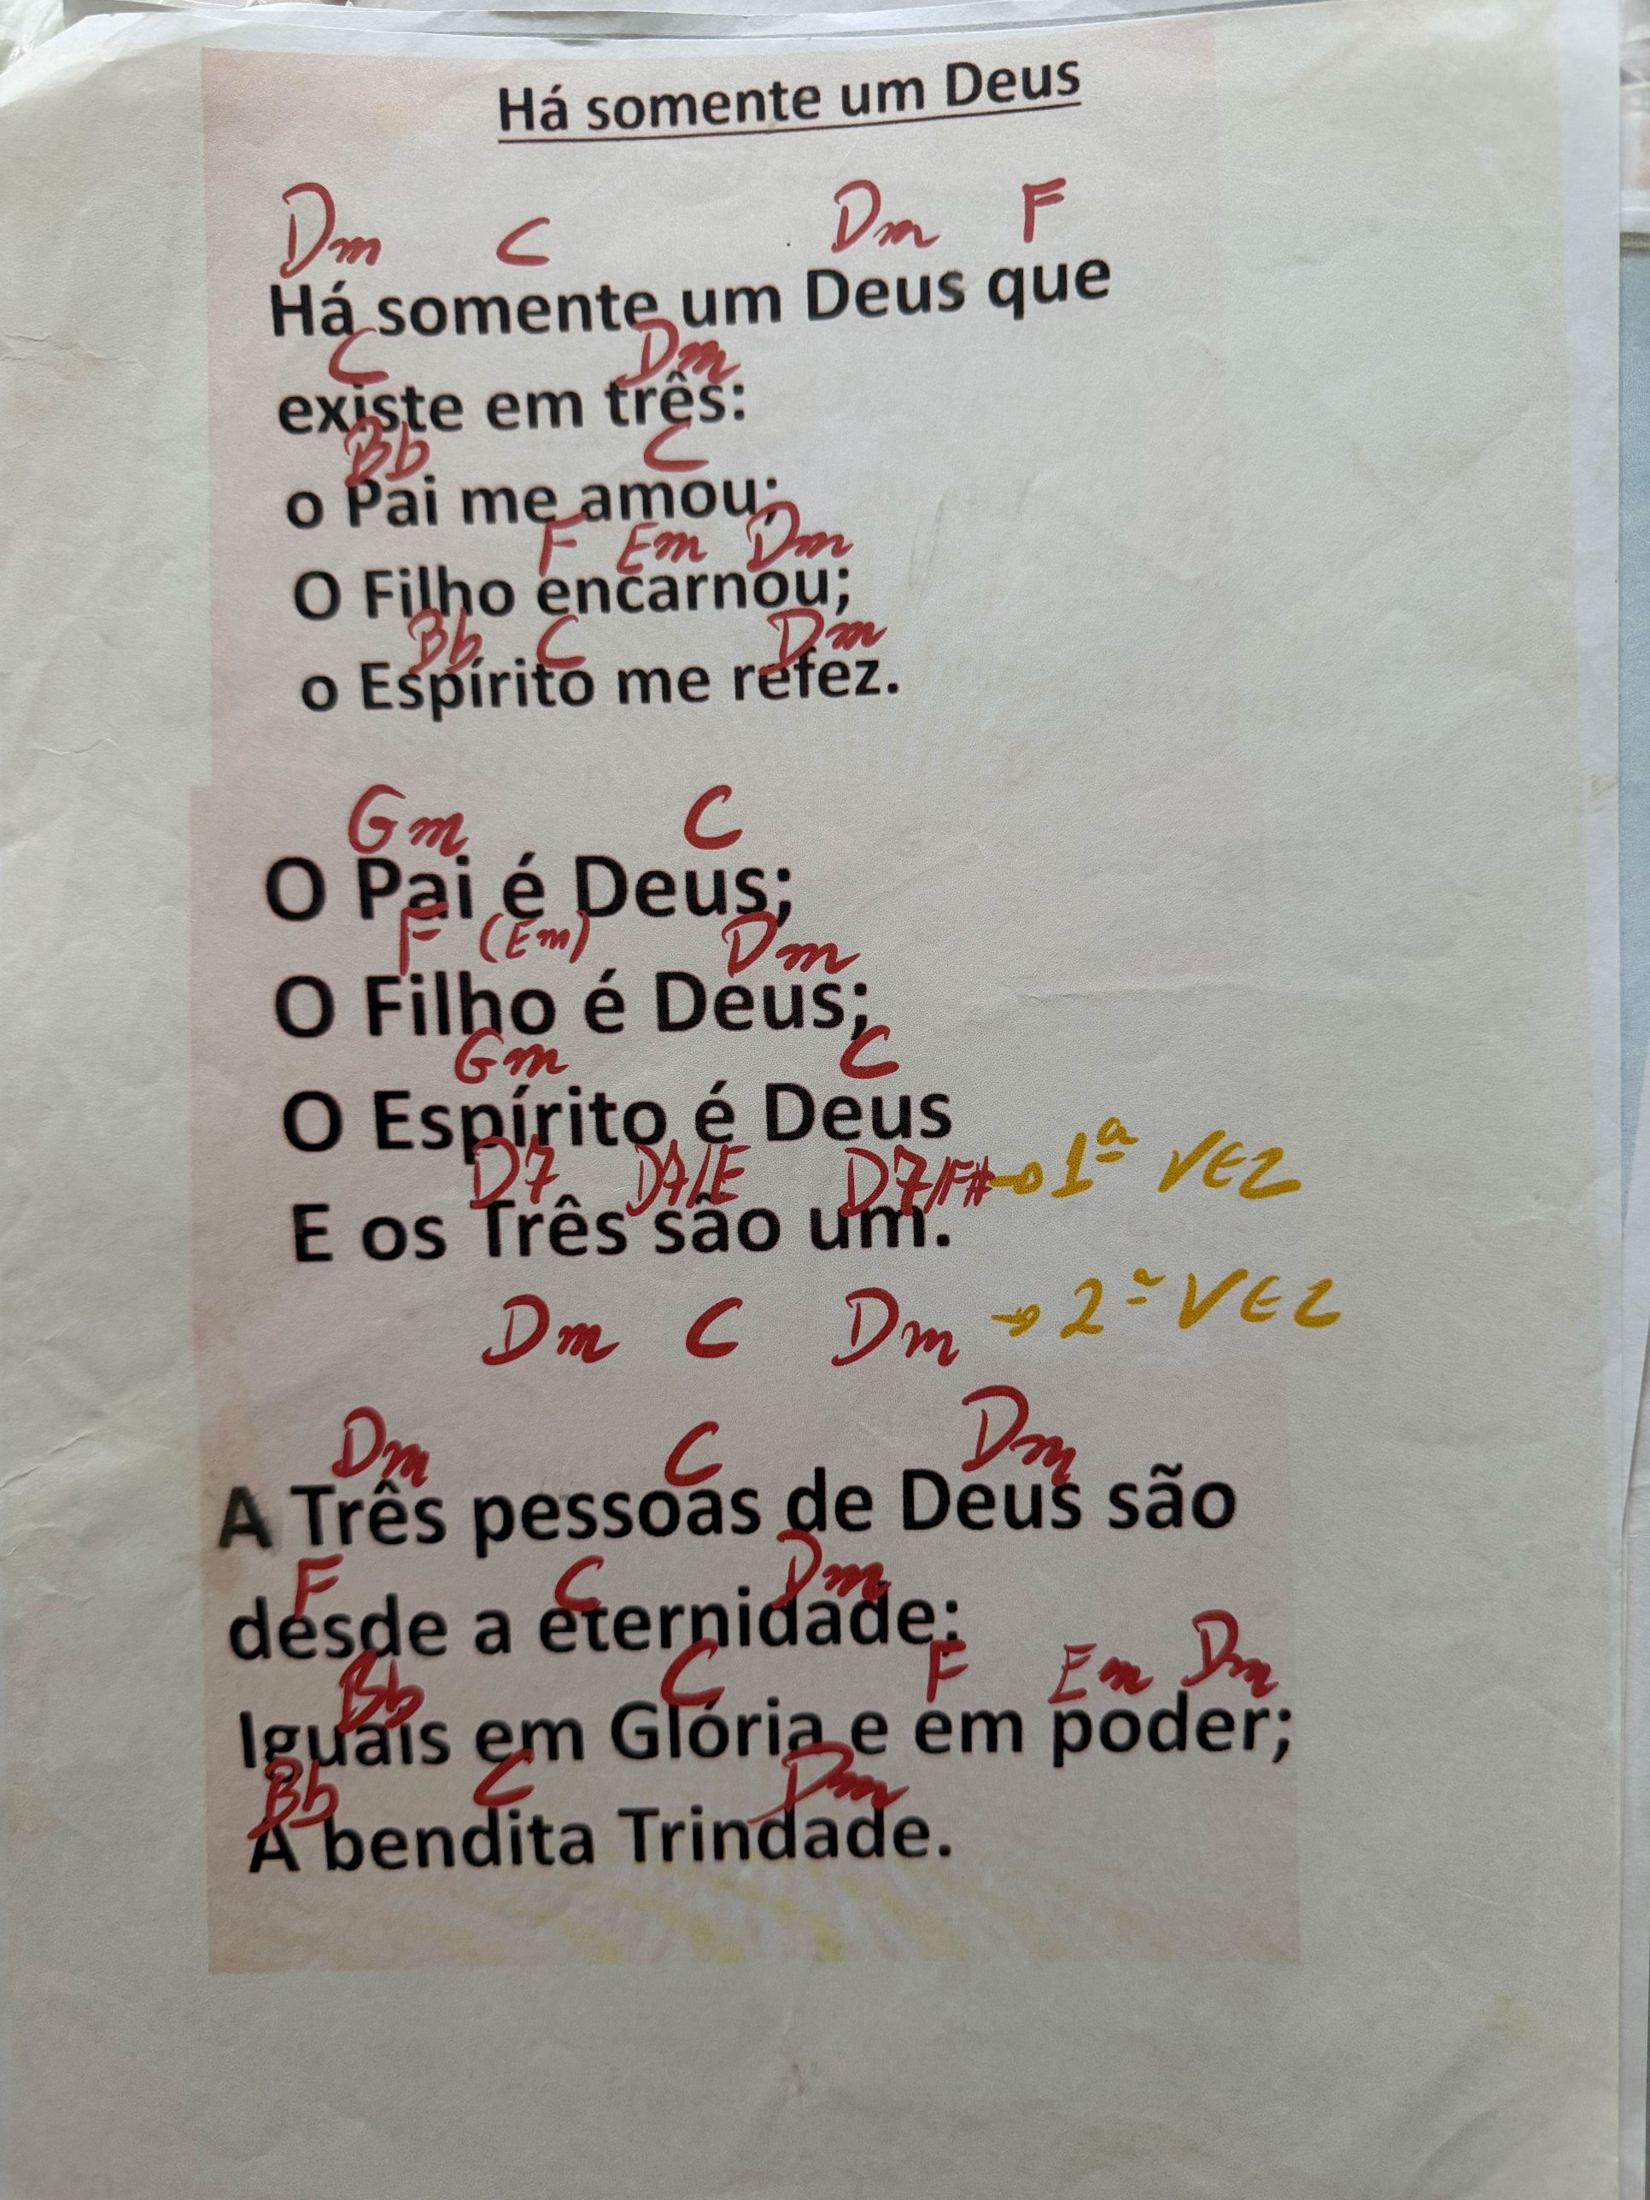 Há somente um Deus
Dm C Dm F
Há somente um Deus que
C Dm
existe em três:
Bb C
o Pai me amou;
F Em Dm
O Filho encarnou;
Bb C Dm
o Espírito me refez.
Gm C
O Pai é Deus;
F (Em) Dm
O Filho é Deus;
Gm C
O Espírito é Deus
D7 D7/E D7/F# → 1ª VEZ
E os Três são um.
Dm C Dm → 2ª VEZ
Dm C Dm
A Três pessoas de Deus são
F C Dm
desde a eternidade:
Bb C F Em Dm
Iguais em Glória e em poder;
Bb C Dm
A bendita Trindade.